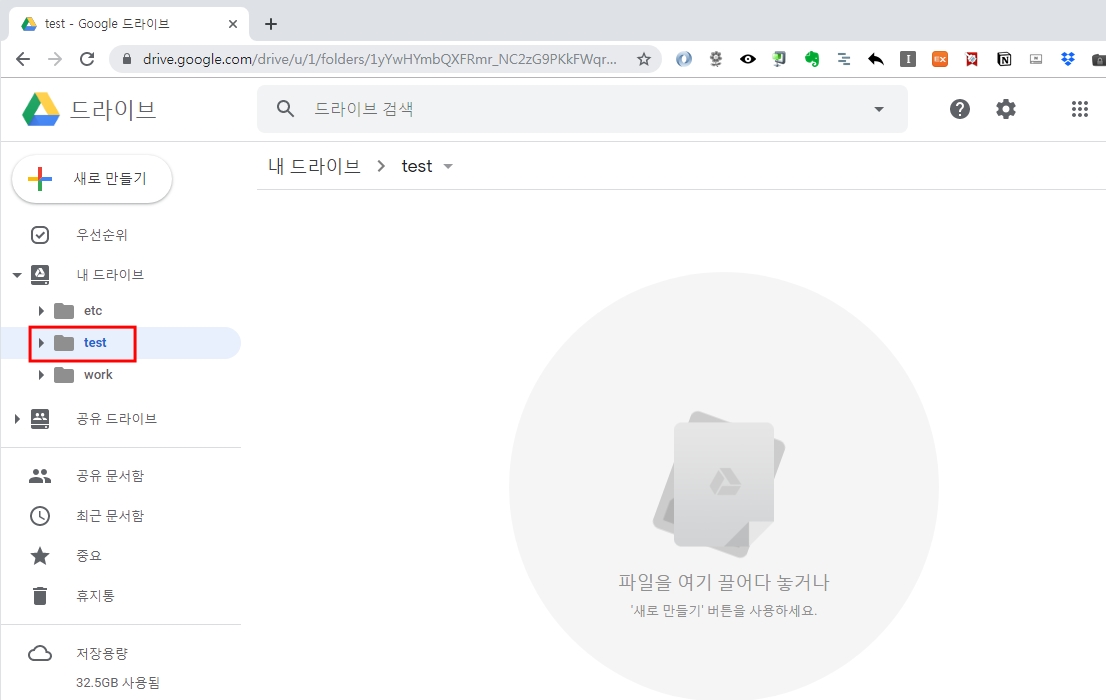 test - Google 드라이브
drive.google.com/drive/u/1/folders/1yYwHYmbQXFRmr_NC2zG9PKkFWqr...
드라이브
드라이브 검색
새로 만들기
내 드라이브
test
우선순위
내 드라이브
etc
test
work
공유 드라이브
공유 문서함
최근 문서함
중요
휴지통
저장용량
32.5GB 사용됨
파일을 여기 끌어다 놓거나
'새로 만들기' 버튼을 사용하세요.